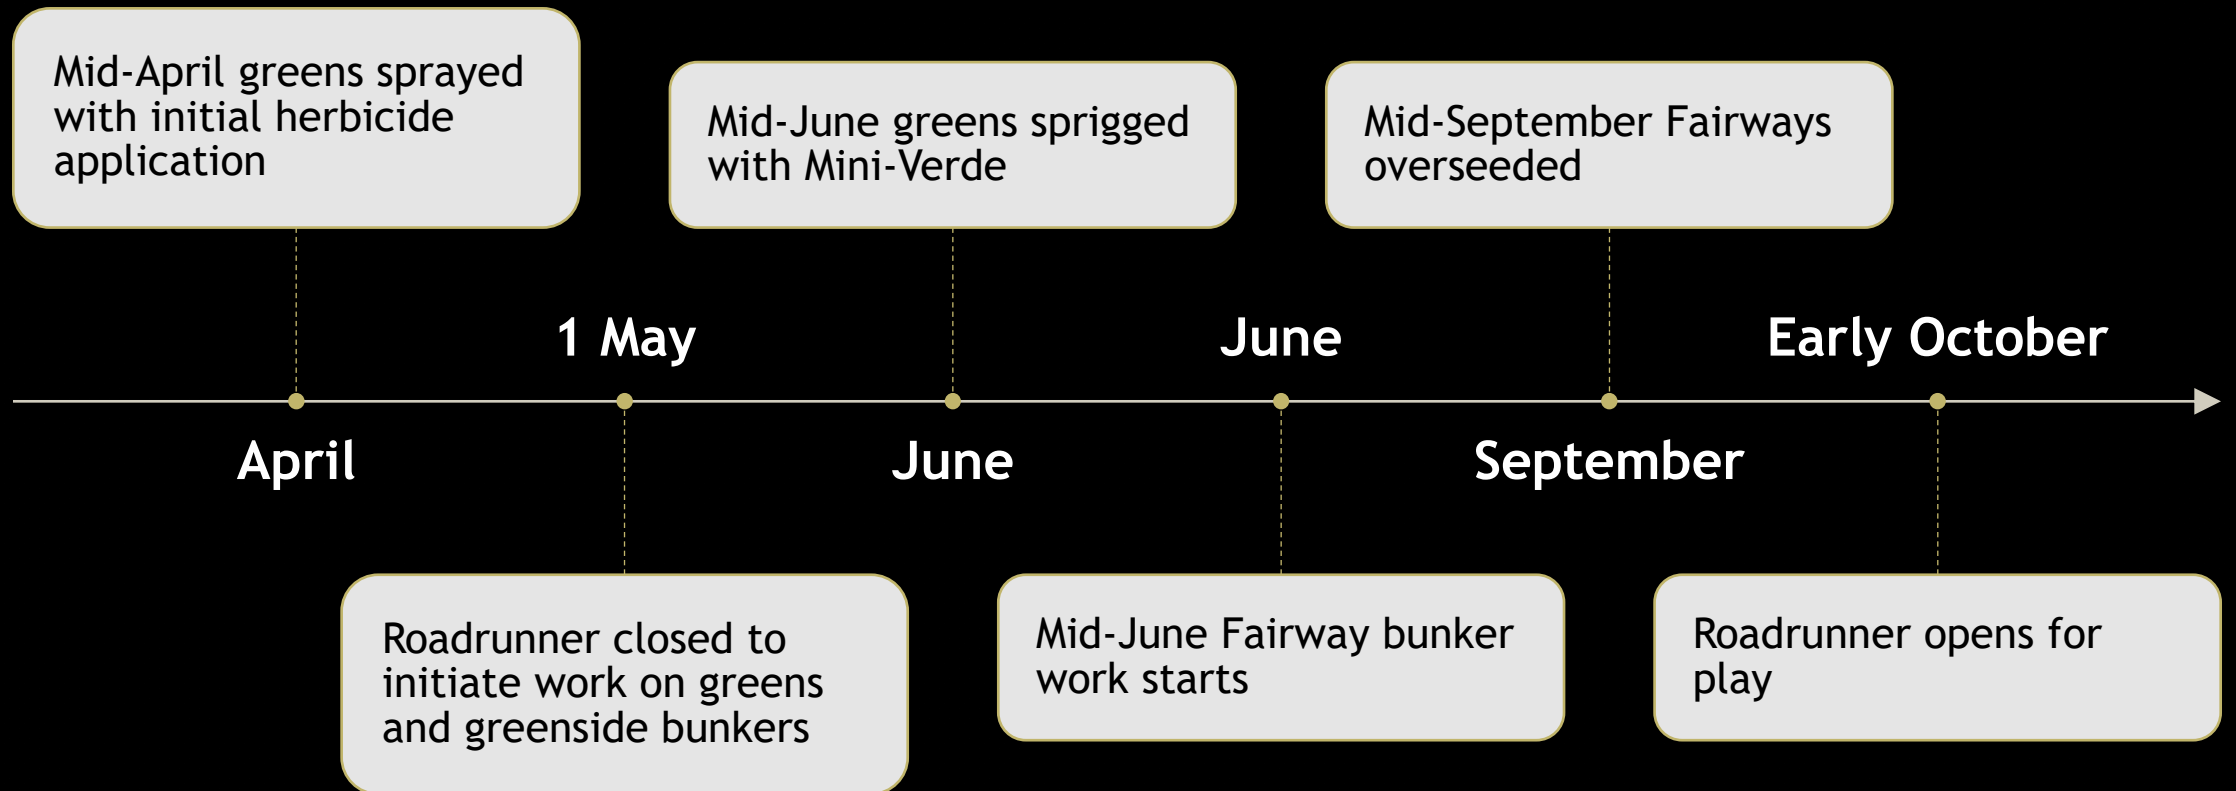 Mid-April greens sprayed
with initial herbicide
application
Mid-June greens sprigged
with Mini-Verde
Mid-September Fairways
overseeded
1 May
June
Early October
April
June
September
Roadrunner closed to
initiate work on greens
and greenside bunkers
Mid-June Fairway bunker
work starts
Roadrunner opens for
play